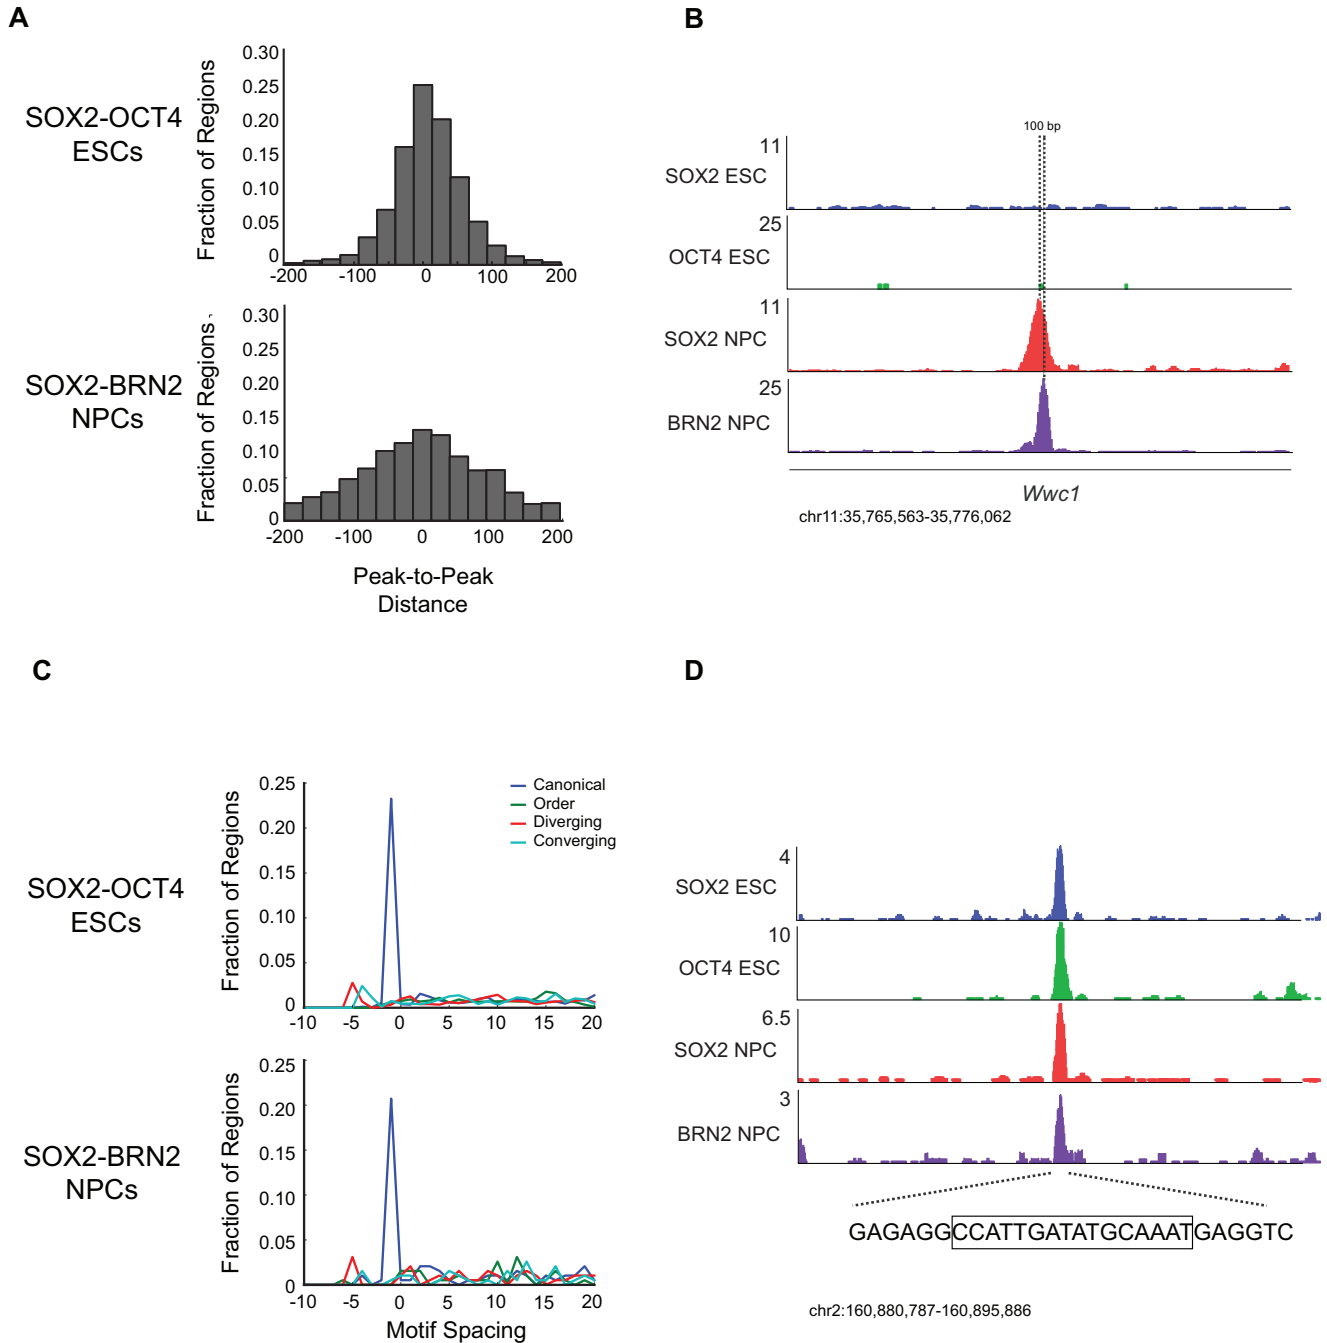 A
SOX2-OCT4
ESCs
Fraction of Regions
0.30
0.25
0.20
0.15
0.10
0.05
0
-200
-100
0
100
200
SOX2-BRN2
NPCs
Fraction of Regions
0.30
0.25
0.20
0.15
0.10
0.05
0
-200
-100
0
100
200
Peak-to-Peak
Distance
B
100 bp
11
SOX2 ESC
25
OCT4 ESC
11
SOX2 NPC
25
BRN2 NPC
Wwc1
chr11:35,765,563-35,776,062
C
SOX2-OCT4
ESCs
Fraction of Regions
0.25
0.20
0.15
0.10
0.05
0
-10
-5
0
5
10
15
20
Canonical
Order
Diverging
Converging
SOX2-BRN2
NPCs
Fraction of Regions
0.25
0.20
0.15
0.10
0.05
0
-10
-5
0
5
10
15
20
Motif Spacing
D
4
SOX2 ESC
10
OCT4 ESC
6.5
SOX2 NPC
3
BRN2 NPC
GAGAGGCCATTGATATGCAAATGAGGTC
chr2:160,880,787-160,895,886